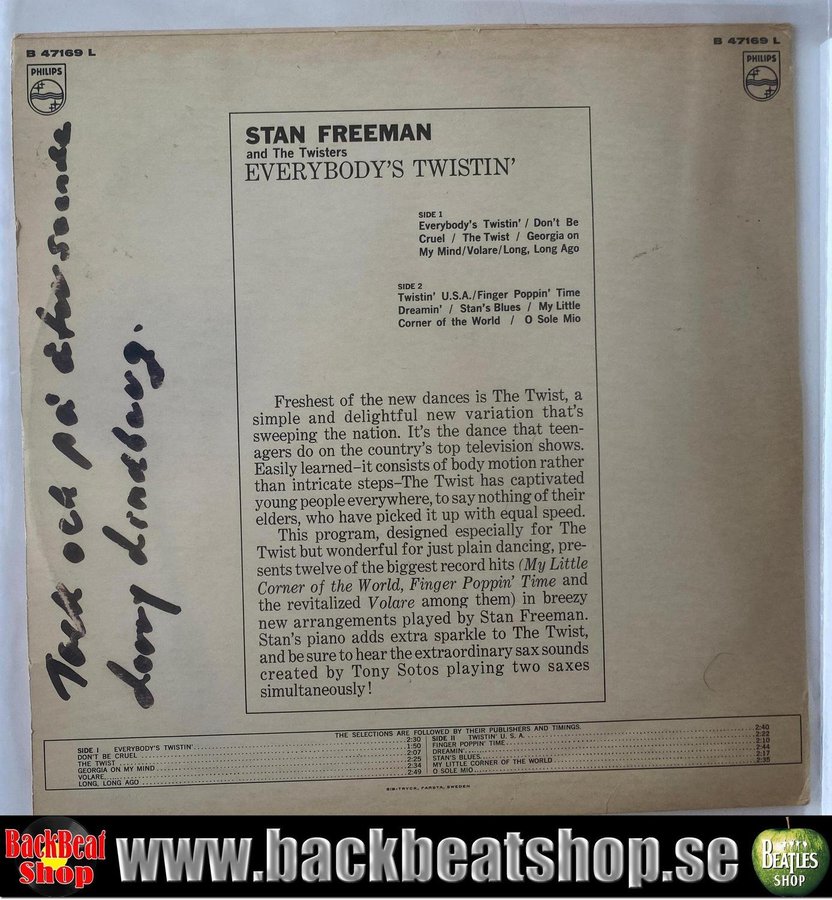 B 47169 L
B 47169 L
PHILIPS
PHILIPS
STAN FREEMAN
and The Twisters
EVERYBODY'S TWISTIN'
SIDE 1
Everybody's Twistin' / Don't Be
Cruel / The Twist / Georgia on
My Mind/Volare/Long, Long Ago
SIDE 2
Twistin' U.S.A./Finger Poppin' Time
Dreamin' / Stan's Blues / My Little
Corner of the World / O Sole Mio
Freshest of the new dances is The Twist, a
simple and delightful new variation that's
sweeping the nation. It's the dance that teen-
agers do on the country's top television shows.
Easily learned–it consists of body motion rather
than intricate steps–The Twist has captivated
young people everywhere, to say nothing of their
elders, who have picked it up with equal speed.
This program, designed especially for The
Twist but wonderful for just plain dancing, pre-
sents twelve of the biggest record hits (My Little
Corner of the World, Finger Poppin' Time and
the revitalized Volare among them) in breezy
new arrangements played by Stan Freeman.
Stan's piano adds extra sparkle to The Twist,
and be sure to hear the extraordinary sax sounds
created by Tony Sotos playing two saxes
simultaneously!
Tack och på återseende
Lindberg.
THE SELECTIONS ARE FOLLOWED BY THEIR PUBLISHERS AND TIMINGS.
SIDE I EVERYBODY'S TWISTIN' 2:30
DON'T BE CRUEL 1:50
THE TWIST 2:07
GEORGIA ON MY MIND 2:25
VOLARE 2:34
LONG, LONG AGO 2:49
SIDE II TWISTIN' U. S. A. 2:40
FINGER POPPIN' TIME 2:22
DREAMIN' 2:10
STAN'S BLUES 2:44
MY LITTLE CORNER OF THE WORLD 2:17
O SOLE MIO 2:35
SIB-TRYCK, FARSTA, SWEDEN
BackBeat
Shop
www.backbeatshop.se
BEATLES
SHOP